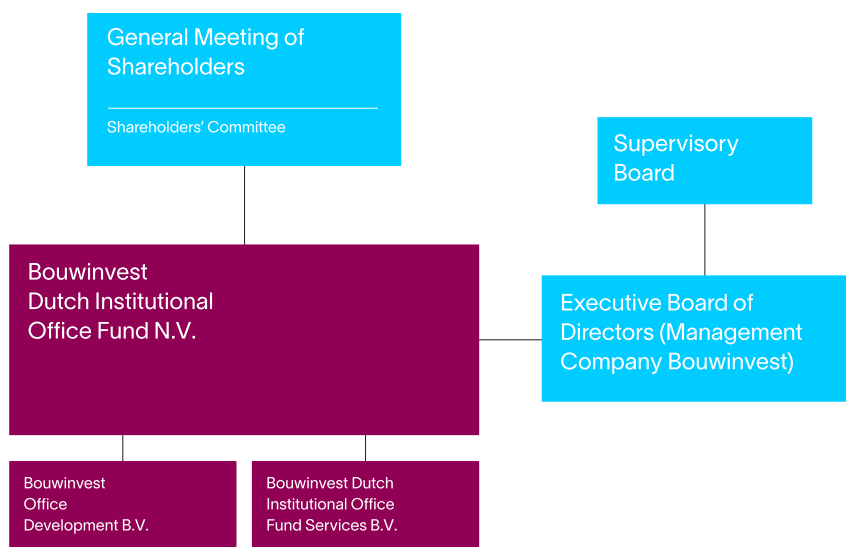 General Meeting of
Shareholders
Shareholders’ Committee
Supervisory
Board
Bouwinvest
Dutch Institutional
Office Fund N.V.
Executive Board of
Directors (Management
Company Bouwinvest)
Bouwinvest
Office
Development B.V.
Bouwinvest Dutch
Institutional Office
Fund Services B.V.